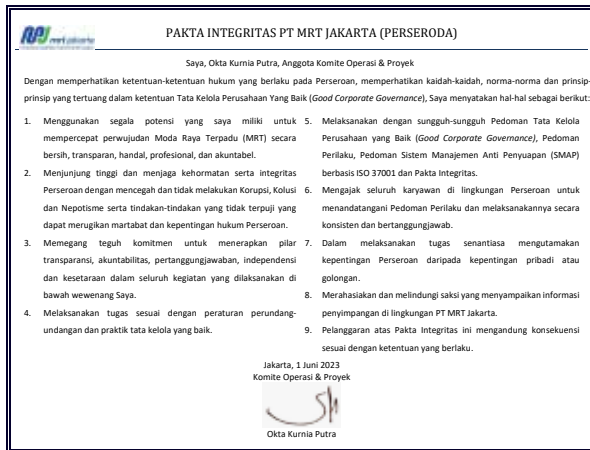 mrt jakarta
PAKTA INTEGRITAS PT MRT JAKARTA (PERSERODA)
Saya, Okta Kurnia Putra, Anggota Komite Operasi & Proyek
Dengan memperhatikan ketentuan-ketentuan hukum yang berlaku pada Perseroan, memperhatikan kaidah-kaidah, norma-norma dan prinsip-
prinsip yang tertuang dalam ketentuan Tata Kelola Perusahaan Yang Baik (Good Corporate Governance), Saya menyatakan hal-hal sebagai berikut:
1. Menggunakan segala potensi yang saya miliki untuk
mempercepat perwujudan Moda Raya Terpadu (MRT) secara
bersih, transparan, handal, profesional, dan akuntabel.
2. Menjunjung tinggi dan menjaga kehormatan serta integritas
Perseroan dengan mencegah dan tidak melakukan Korupsi, Kolusi
dan Nepotisme serta tindakan-tindakan yang tidak terpuji yang
dapat merugikan martabat dan kepentingan hukum Perseroan.
3. Memegang teguh komitmen untuk menerapkan pilar
transparansi, akuntabilitas, pertanggungjawaban, independensi
dan kesetaraan dalam seluruh kegiatan yang dilaksanakan di
bawah wewenang Saya.
4. Melaksanakan tugas sesuai dengan peraturan perundang-
undangan dan praktik tata kelola yang baik.
5. Melaksanakan dengan sungguh-sungguh Pedoman Tata Kelola
Perusahaan yang Baik (Good Corporate Governance), Pedoman
Perilaku, Pedoman Sistem Manajemen Anti Penyuapan (SMAP)
berbasis ISO 37001 dan Pakta Integritas.
6. Mengajak seluruh karyawan di lingkungan Perseroan untuk
menandatangani Pedoman Perilaku dan melaksanakannya secara
konsisten dan bertanggungjawab.
7. Dalam melaksanakan tugas senantiasa mengutamakan
kepentingan Perseroan daripada kepentingan pribadi atau
golongan.
8. Merahasiakan dan melindungi saksi yang menyampaikan informasi
penyimpangan di lingkungan PT MRT Jakarta.
9. Pelanggaran atas Pakta Integritas ini mengandung konsekuensi
sesuai dengan ketentuan yang berlaku.
Jakarta, 1 Juni 2023
Komite Operasi & Proyek
Okta Kurnia Putra